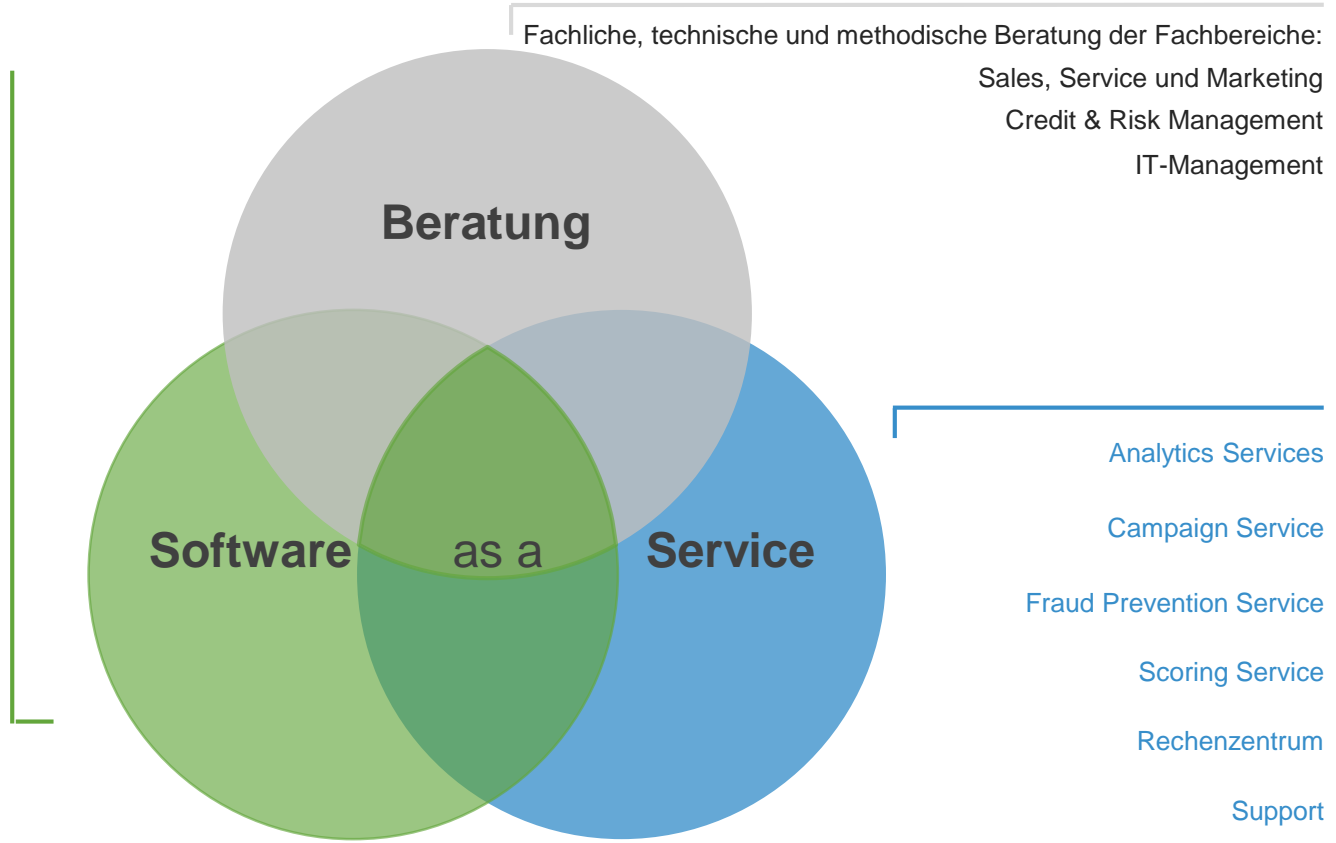 Fachliche, technische und methodische Beratung der Fachbereiche:
Sales, Service und Marketing
Credit & Risk Management
IT-Management
Beratung
Software as a Service
Analytics Services
Campaign Service
Fraud Prevention Service
Scoring Service
Rechenzentrum
Support